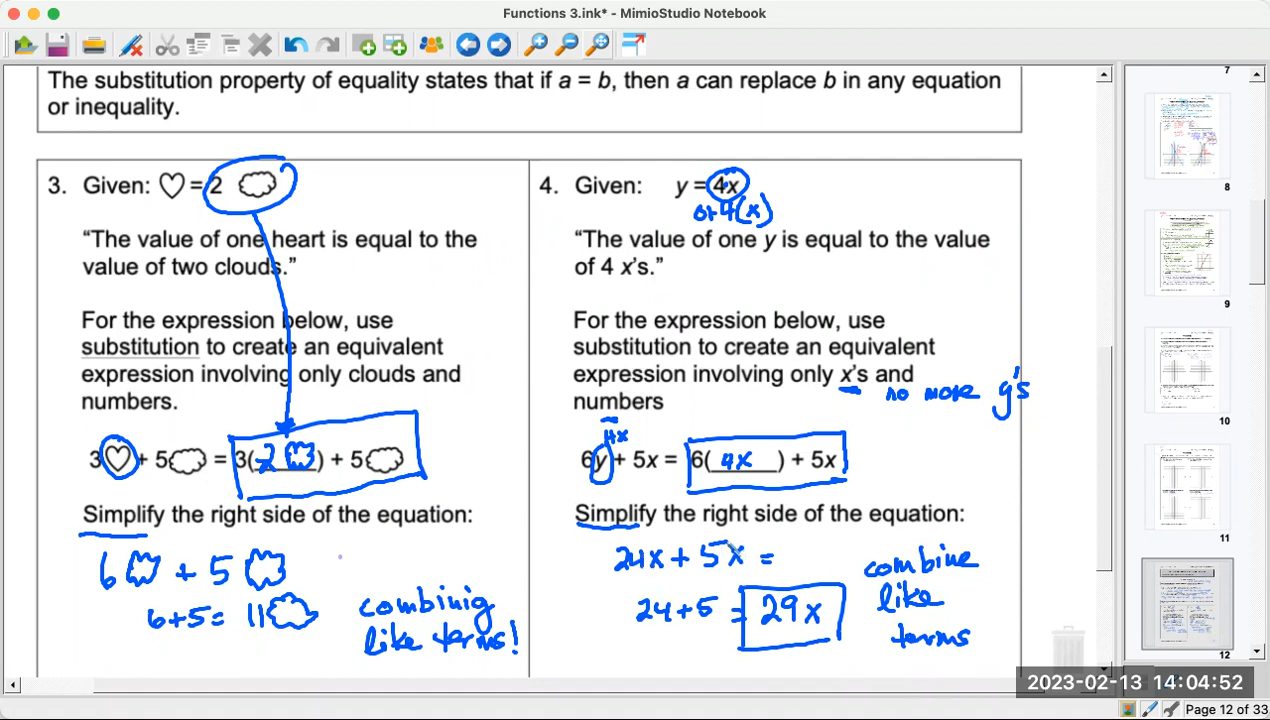 Functions 3.ink* - MimioStudio Notebook
The substitution property of equality states that if a = b, then a can replace b in any equation
or inequality.
3. Given: ♡ = 2
"The value of one heart is equal to the
value of two clouds."
For the expression below, use
substitution to create an equivalent
expression involving only clouds and
numbers.
3♡ + 5 = 3( 2 ) + 5
Simplify the right side of the equation:
6 + 5
6+5= 11
combinig
like terms!
4. Given: y = 4x
or 4(x)
"The value of one y is equal to the value
of 4 x's."
For the expression below, use
substitution to create an equivalent
expression involving only x's and
no more y's
numbers
4x
6y + 5x = 6( 4x ) + 5x
Simplify the right side of the equation:
24x + 5x =
24+5 = 29x
combine
like
terms
7
8
9
10
11
12
2023-02-13 14:04:52
Page 12 of 33